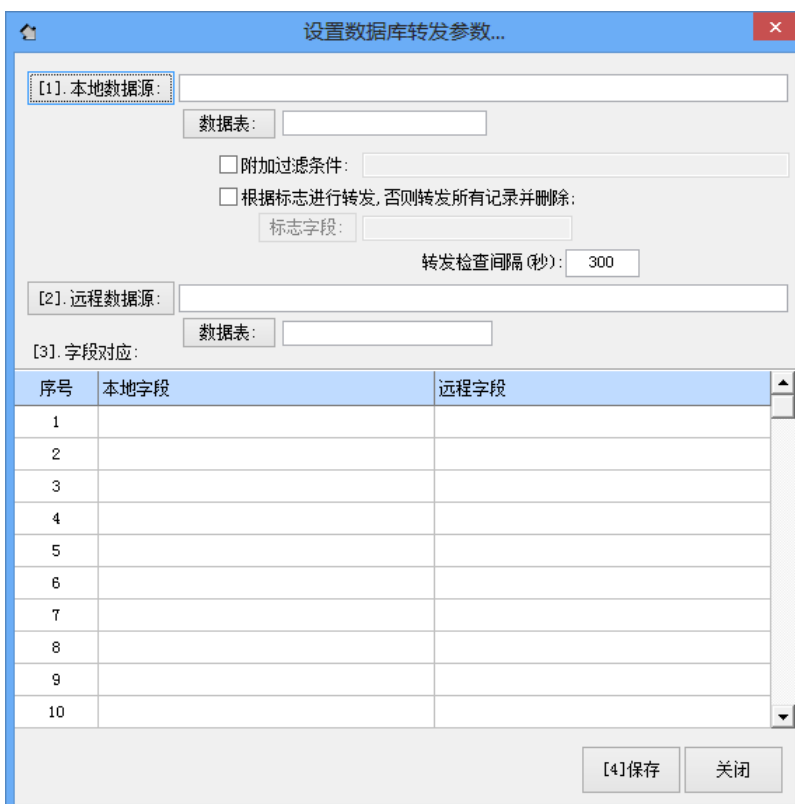 设置数据库转发参数...
[1].本地数据源:
数据表:
附加过滤条件:
根据标志进行转发,否则转发所有记录并删除;
标志字段:
转发检查间隔(秒): 300
[2].远程数据源:
数据表:
[3].字段对应:
序号 本地字段 远程字段
1
2
3
4
5
6
7
8
9
10
[4]保存 关闭